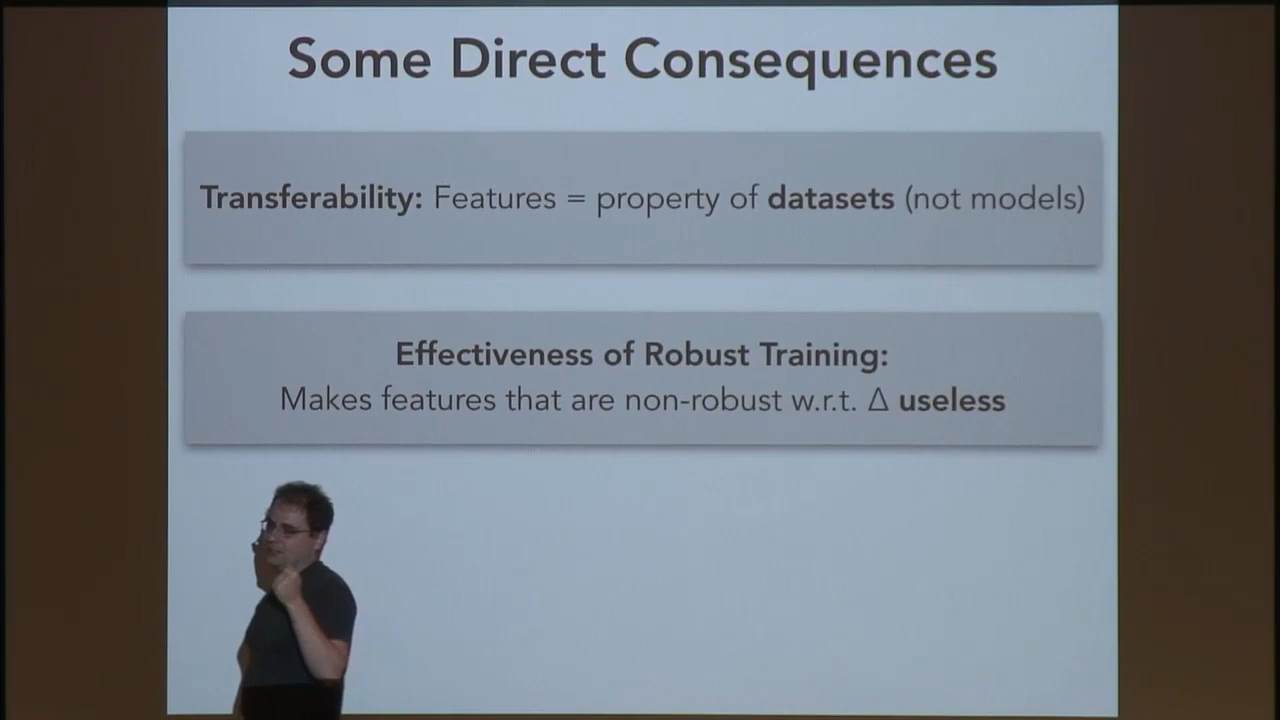 Some Direct Consequences
Transferability: Features = property of datasets (not models)
Effectiveness of Robust Training:
Makes features that are non-robust w.r.t. Δ useless